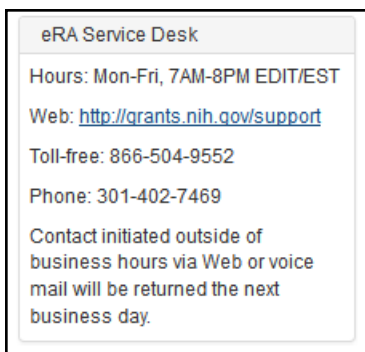 eRA Service Desk
Hours: Mon-Fri, 7AM-8PM EDIT/EST
Web: http://grants.nih.gov/support
Toll-free: 866-504-9552
Phone: 301-402-7469
Contact initiated outside of
business hours via Web or voice
mail will be returned the next
business day.